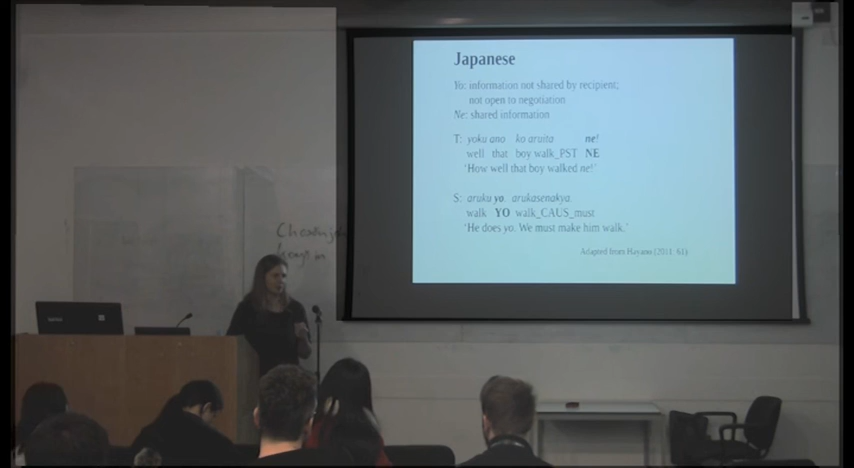 Japanese
Yo: information not shared by recipient;
not open to negotiation
Ne: shared information
T: yoku ano ko aruita ne!
well that boy walk_PST NE
'How well that boy walked ne!'
S: aruku yo. arukasenakya.
walk YO walk_CAUS_must
'He does yo. We must make him walk.'
Adapted from Hayano (2011: 61)